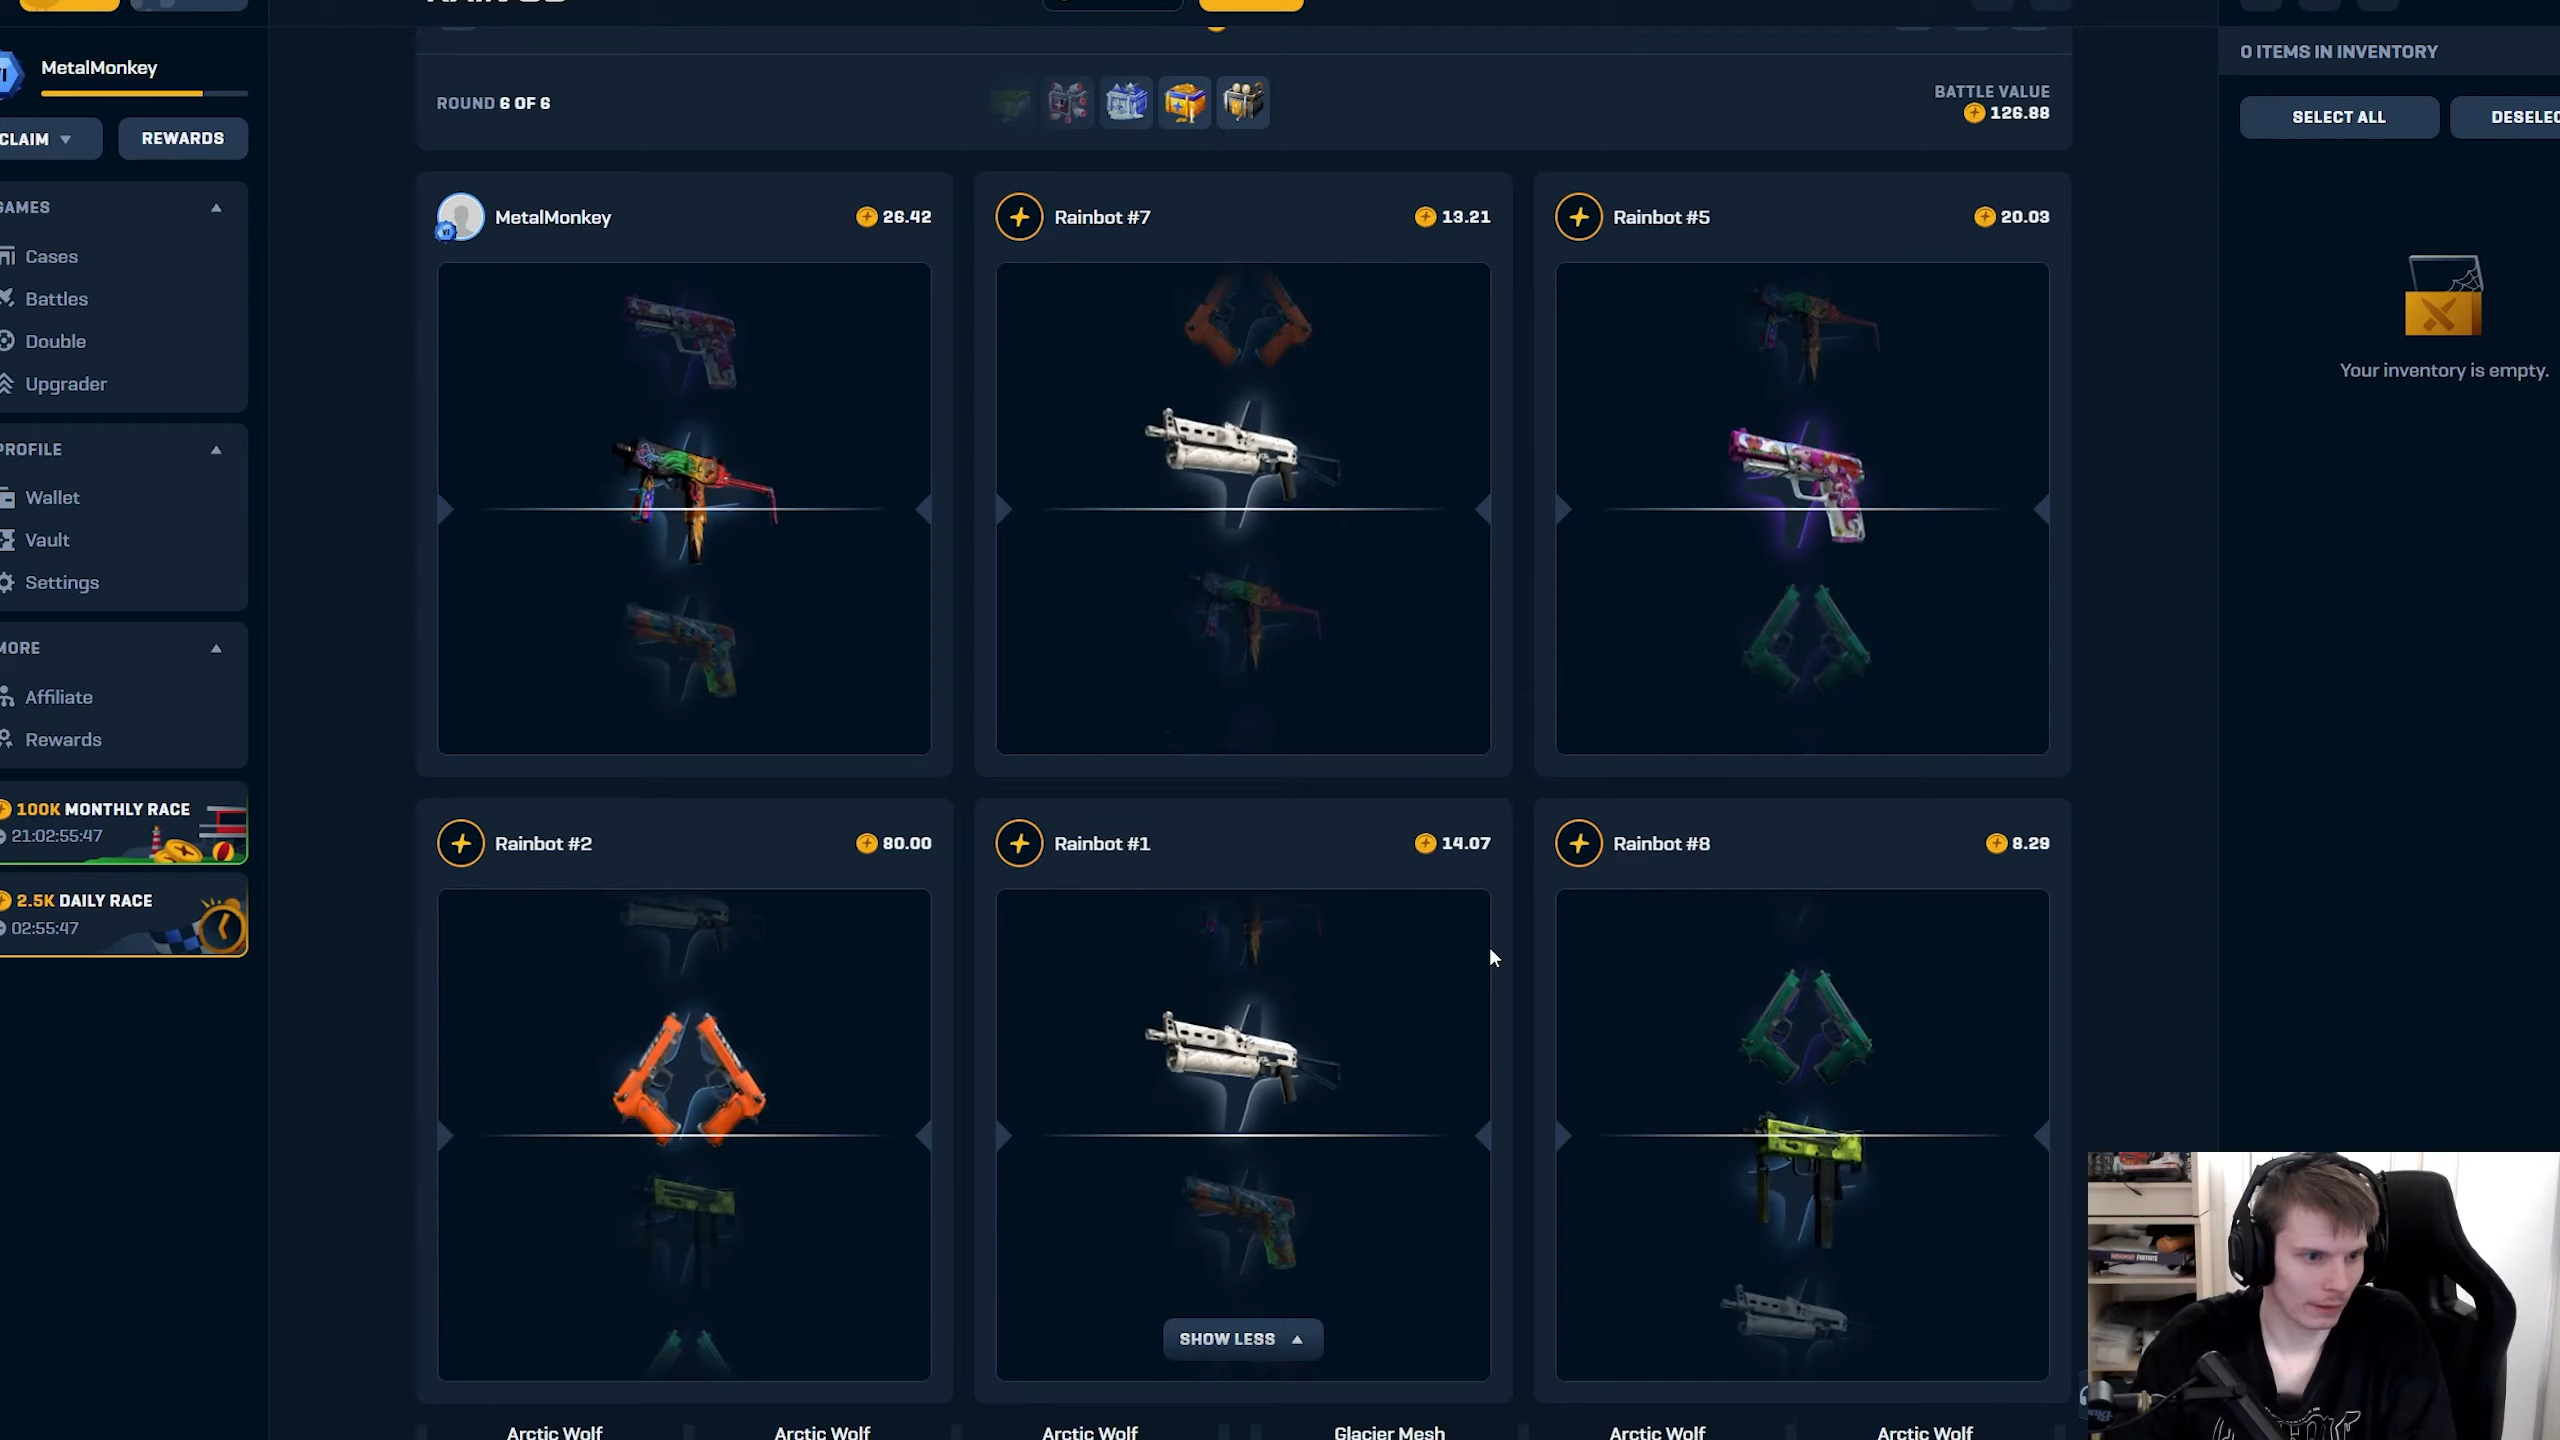 MetalMonkey
CLAIM
REWARDS
GAMES
Cases
Battles
Double
Upgrader
PROFILE
Wallet
Vault
Settings
MORE
Affiliate
Rewards
100K MONTHLY RACE
21:02:55:47
2.5K DAILY RACE
02:55:47
ROUND 6 OF 6
BATTLE VALUE
126.88
MetalMonkey 26.42
Rainbot #7 13.21
Rainbot #5 20.03
Rainbot #2 80.00
Rainbot #1 14.07
Rainbot #8 8.29
SHOW LESS
Arctic Wolf Arctic Wolf Arctic Wolf Glacier Mesh Arctic Wolf Arctic Wolf
0 ITEMS IN INVENTORY
SELECT ALL
DESELEC
Your inventory is empty.